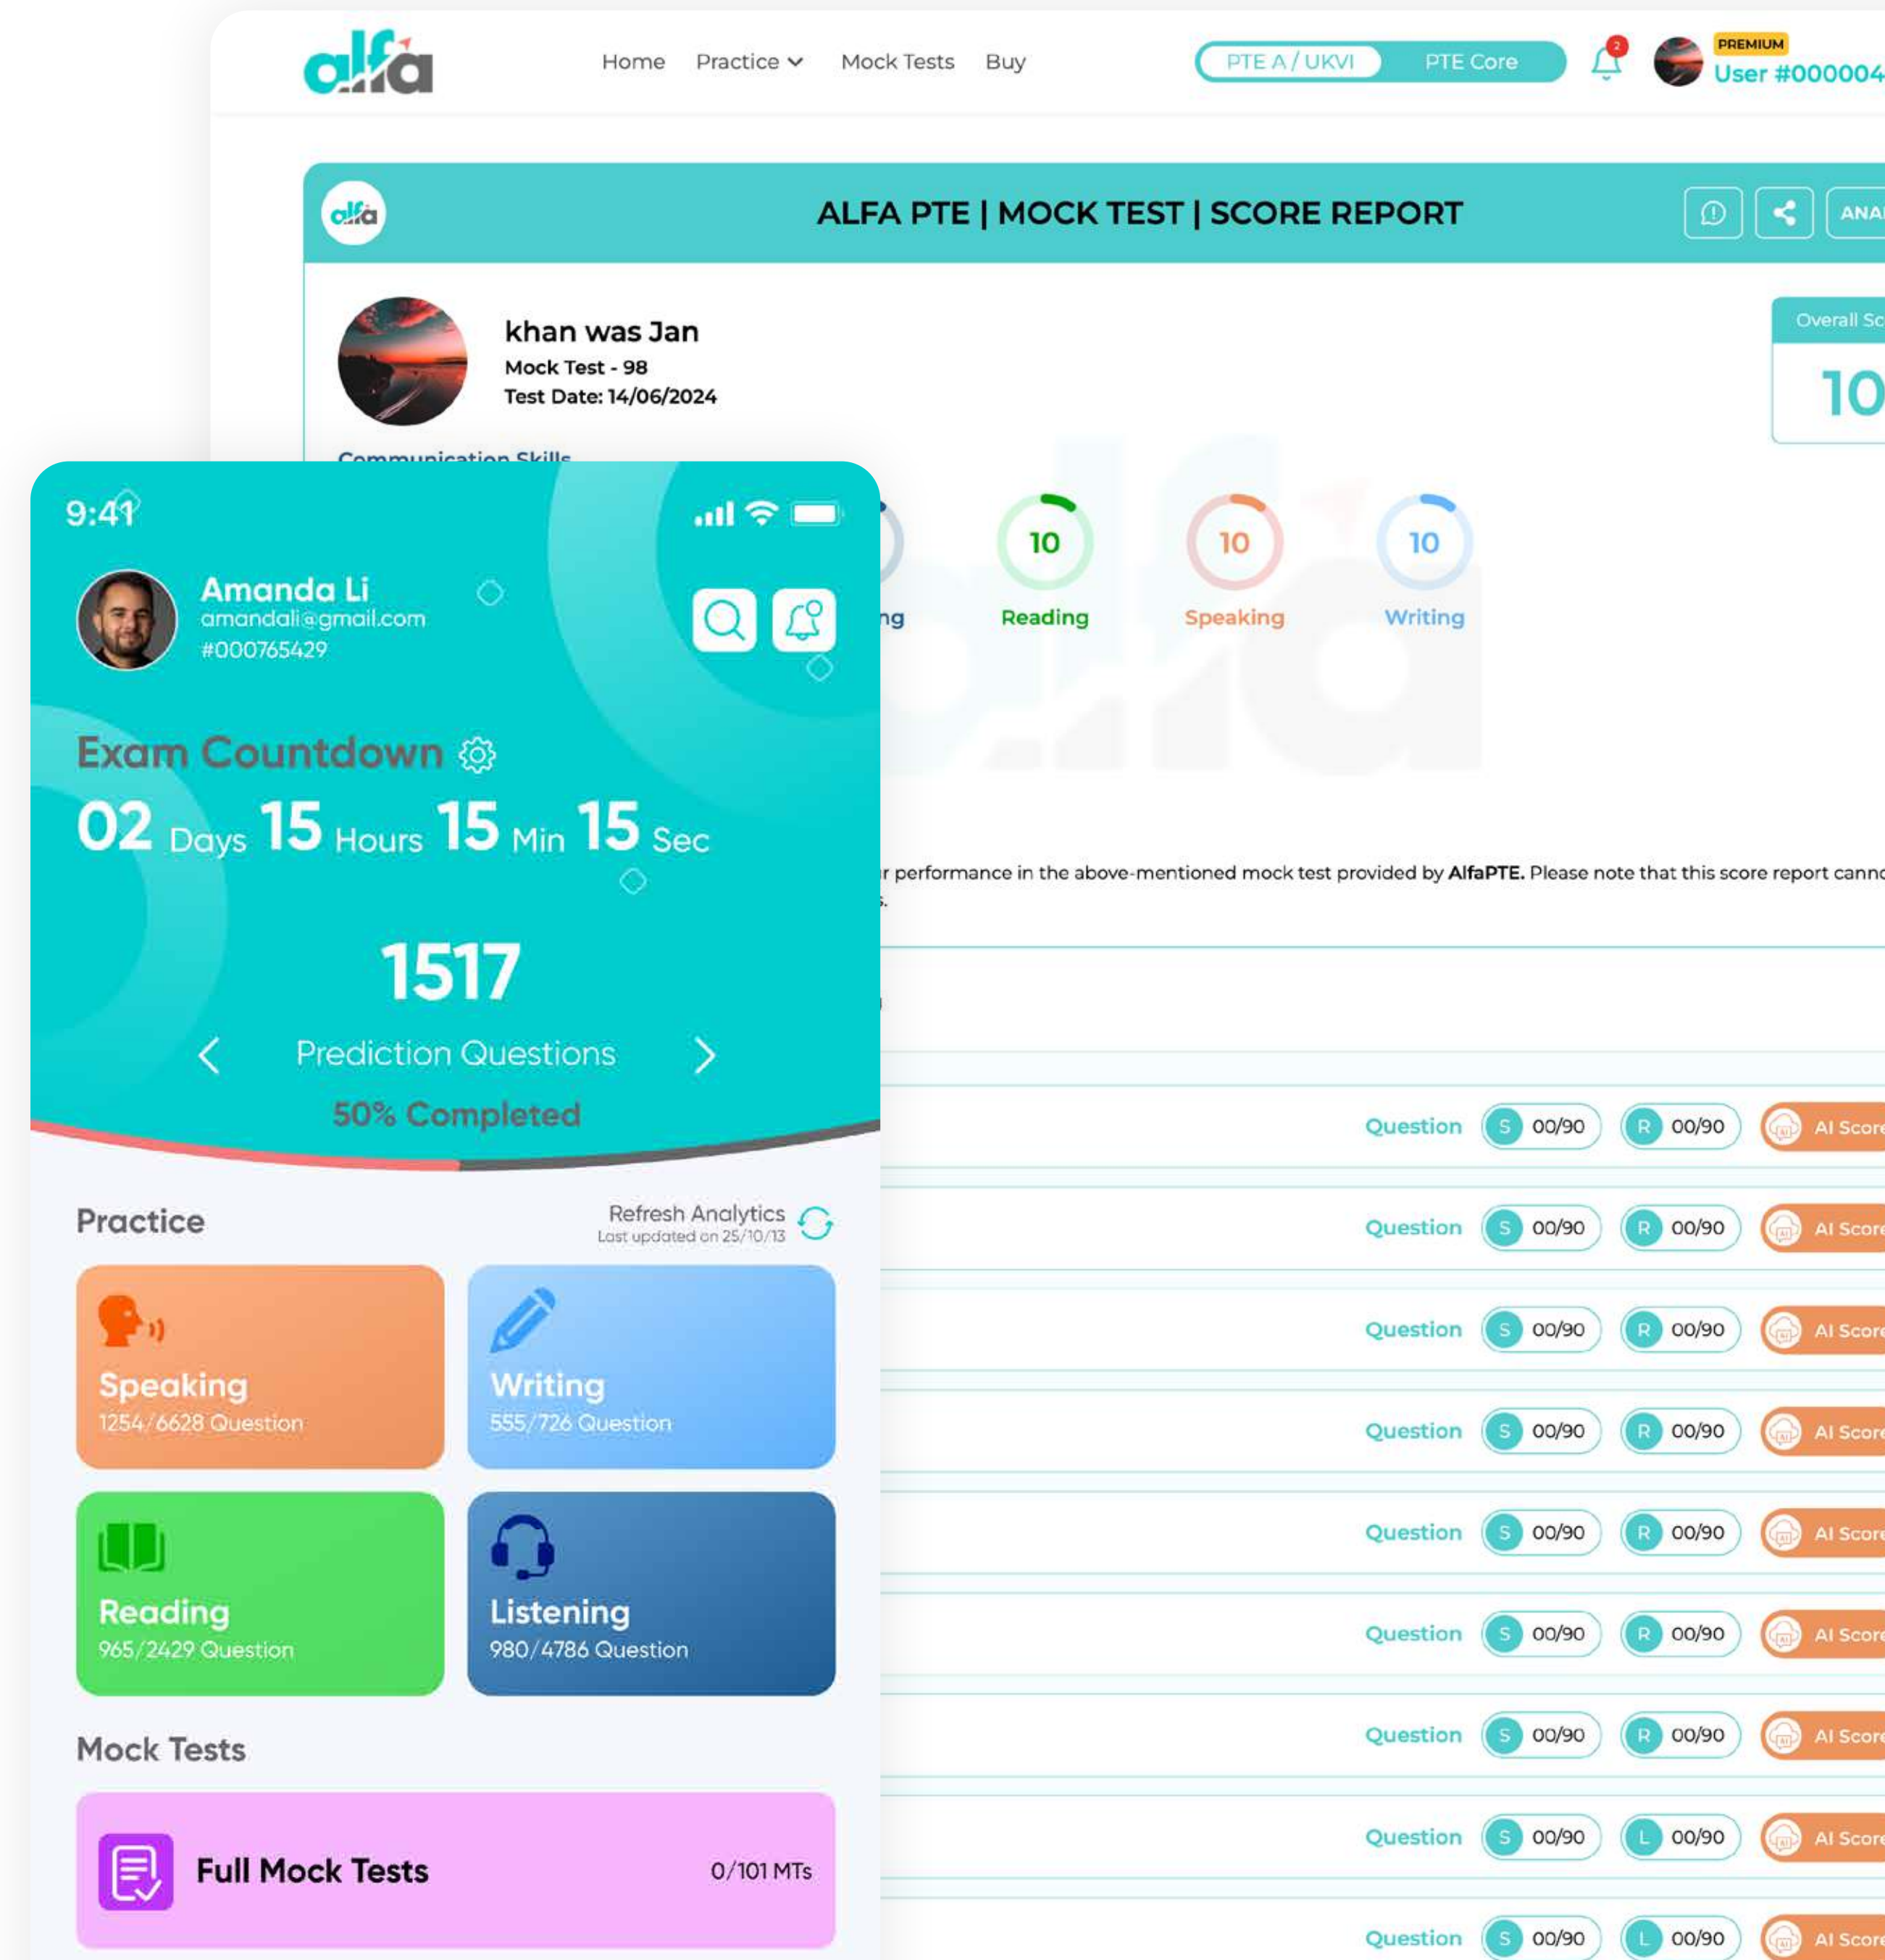 alfa
Home Practice Mock Tests Buy
PTE A / UKVI PTE Core
2
PREMIUM
User #000004
alfa
ALFA PTE | MOCK TEST | SCORE REPORT
khan was Jan
Mock Test - 98
Test Date: 14/06/2024
Overall
10
Communication Skills
10
Reading
10
Speaking
10
Writing
alfa
performance in the above-mentioned mock test provided by AlfaPTE. Please note that this score report
Question S 00/90 R 00/90 AI Score
Question S 00/90 R 00/90 AI Score
Question S 00/90 R 00/90 AI Score
Question S 00/90 R 00/90 AI Score
Question S 00/90 R 00/90 AI Score
Question S 00/90 R 00/90 AI Score
Question S 00/90 R 00/90 AI Score
Question S 00/90 L 00/90 AI Score
Question S 00/90 L 00/90 AI Score
9:41
Amanda Li
amandali@gmail.com
#000765429
Exam Countdown
02 Days 15 Hours 15 Min 15 Sec
1517
Prediction Questions
50% Completed
Practice
Refresh Analytics
Last updated on 25/10/13
Speaking
1254/6628 Question
Writing
555/726 Question
Reading
965/2429 Question
Listening
980/4786 Question
Mock Tests
Full Mock Tests 0/101 MTs